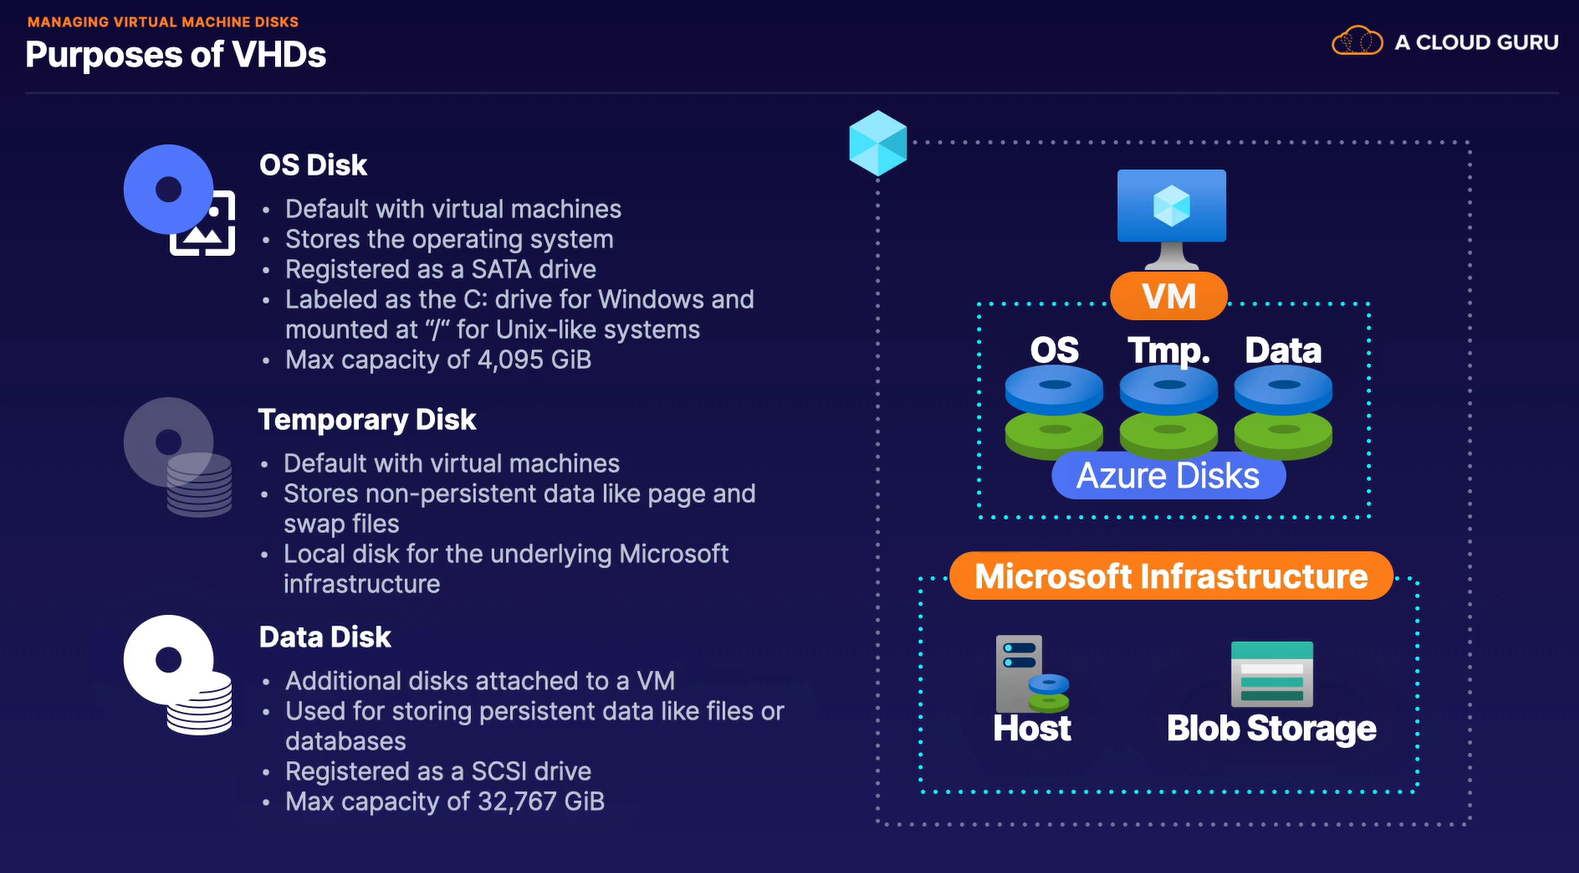 MANAGING VIRTUAL MACHINE DISKS
Purposes of VHDs
A CLOUD GURU
OS Disk
• Default with virtual machines
• Stores the operating system
• Registered as a SATA drive
• Labeled as the C: drive for Windows and
mounted at “/“ for Unix-like systems
• Max capacity of 4,095 GiB
Temporary Disk
• Default with virtual machines
• Stores non-persistent data like page and
swap files
• Local disk for the underlying Microsoft
infrastructure
Data Disk
• Additional disks attached to a VM
• Used for storing persistent data like files or
databases
• Registered as a SCSI drive
• Max capacity of 32,767 GiB
VM
OS Tmp. Data
Azure Disks
Microsoft Infrastructure
Host Blob Storage